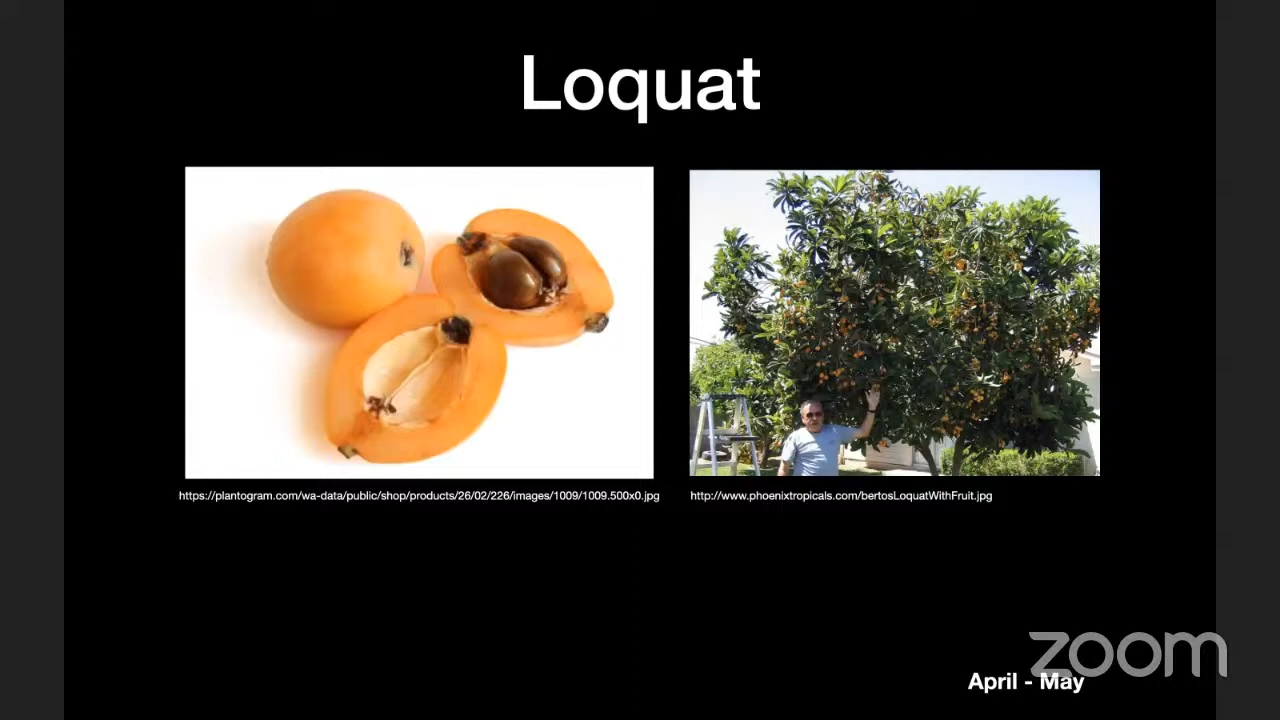 Loquat
https://plantogram.com/wa-data/public/shop/products/26/02/226/images/1009/1009.500x0.jpg
http://www.phoenixtropicals.com/bertosLoquatWithFruit.jpg
zoom
April - May